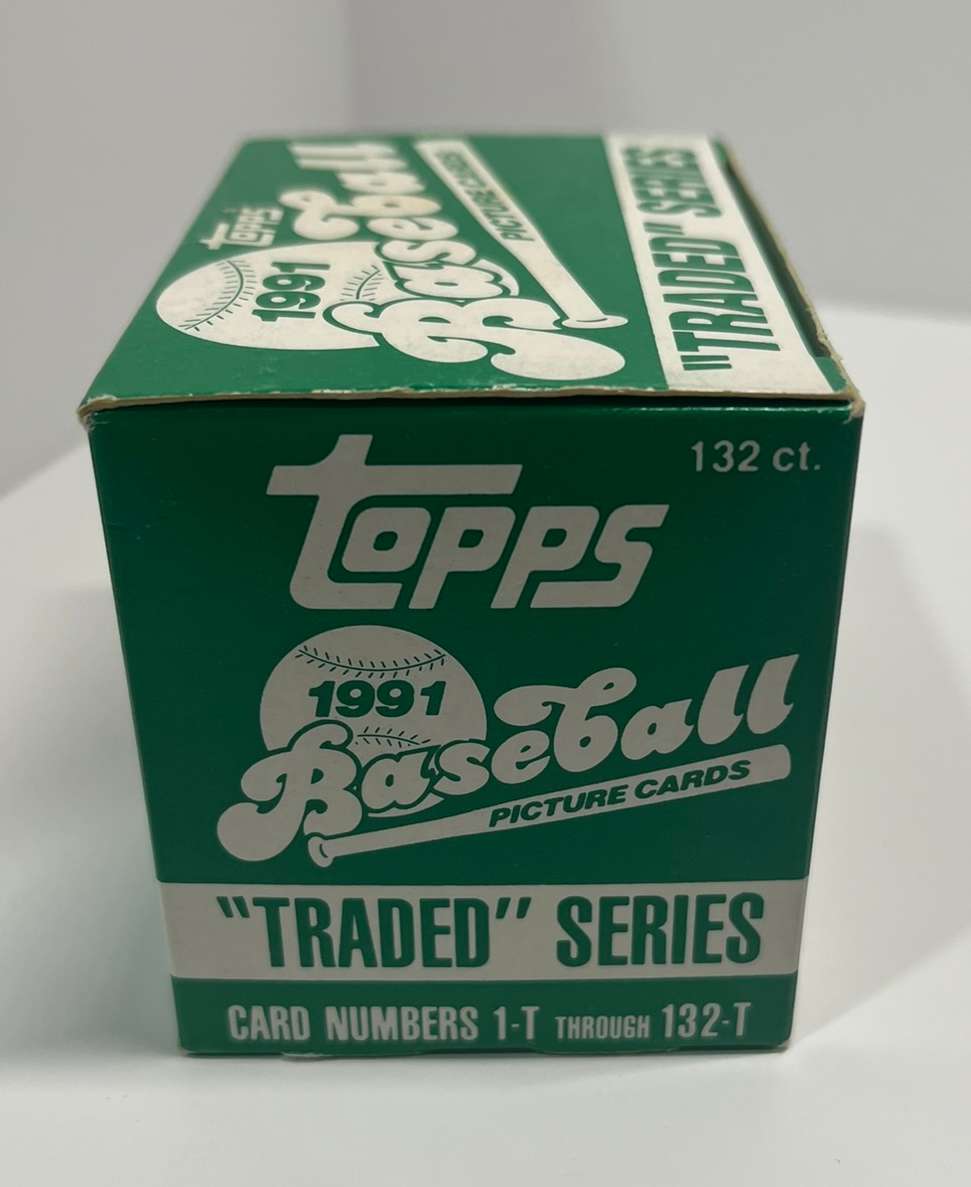 Topps
1991
Baseball
PICTURE CARDS
"TRADED" SERIES
132 ct.
Topps
1991
Baseball
PICTURE CARDS
"TRADED" SERIES
CARD NUMBERS 1-T THROUGH 132-T